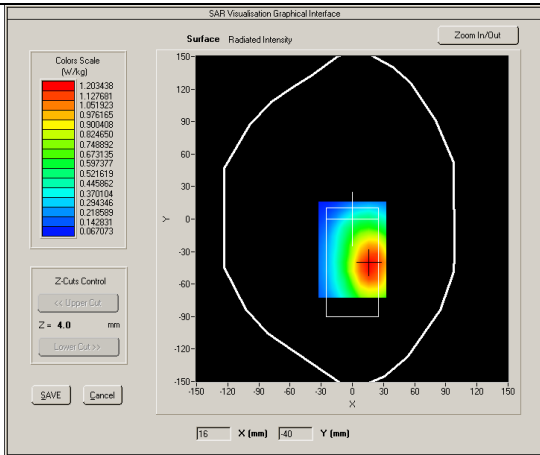 SAR Visualisation Graphical Interface
Surface Radiated Intensity
Zoom In/Out
Colors Scale
(W/kg)
1.203438
1.127681
1.051923
0.976165
0.900408
0.824650
0.748892
0.673135
0.597377
0.521619
0.445862
0.370104
0.294346
0.218589
0.142831
0.067073
Z-Cuts Control
<< Upper Cut
Z = 4.0 mm
Lower Cut >>
SAVE
Cancel
150
120
90
60
30
0
-30
-60
-90
-120
-150
Y
-150 -120 -90 -60 -30 0 30 60 90 120 150
X
16 X (mm) -40 Y (mm)